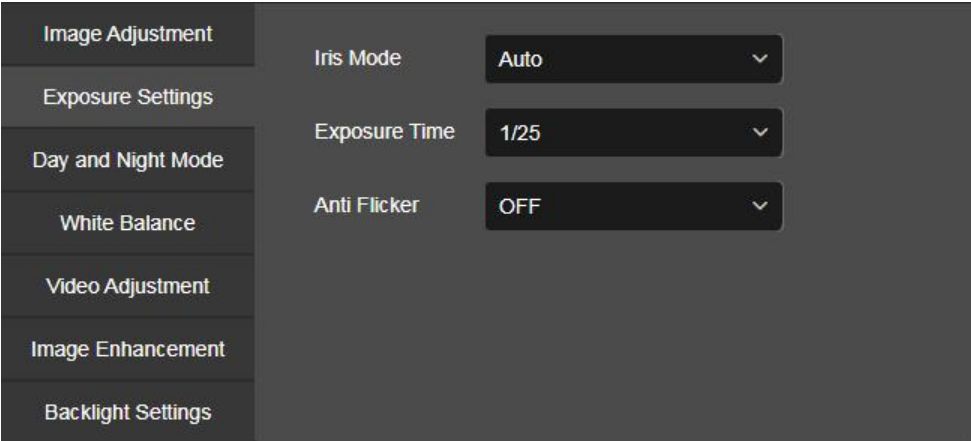 Image Adjustment
Exposure Settings
Day and Night Mode
White Balance
Video Adjustment
Image Enhancement
Backlight Settings
Iris Mode Auto
Exposure Time 1/25
Anti Flicker OFF